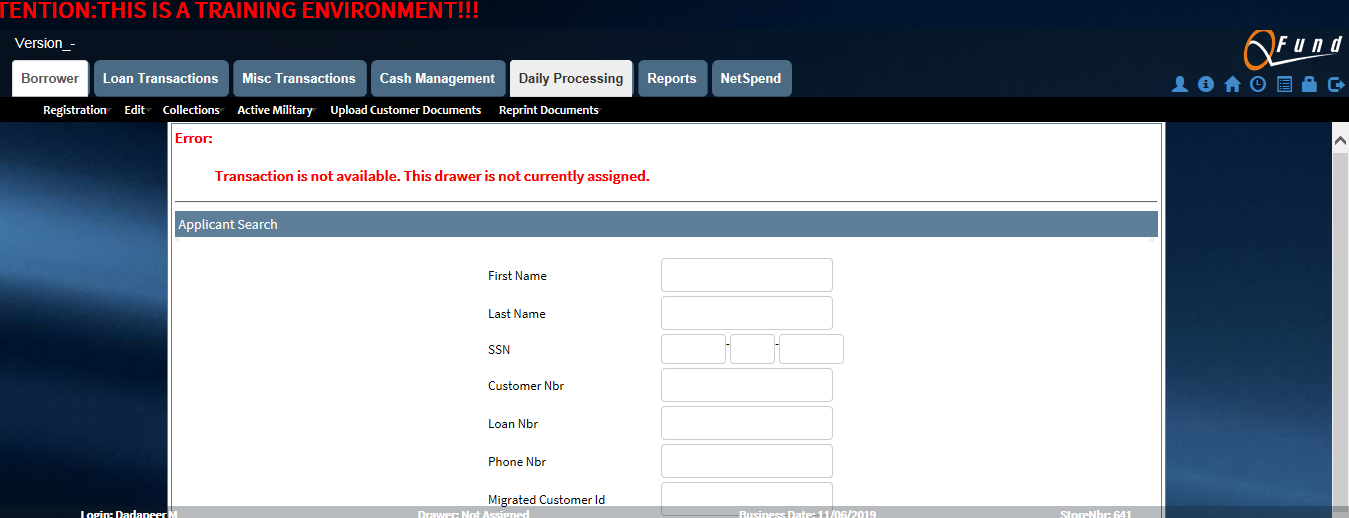 TENTION:THIS IS A TRAINING ENVIRONMENT!!!
Version_-
QFund
Borrower Loan Transactions Misc Transactions Cash Management Daily Processing Reports NetSpend
Registration Edit Collections Active Military Upload Customer Documents Reprint Documents
Error:
Transaction is not available. This drawer is not currently assigned.
Applicant Search
First Name
Last Name
SSN - -
Customer Nbr
Loan Nbr
Phone Nbr
Migrated Customer Id
Login: Dadapeer M Drawer: Not Assigned Business Date: 11/06/2019 StoreNbr: 641